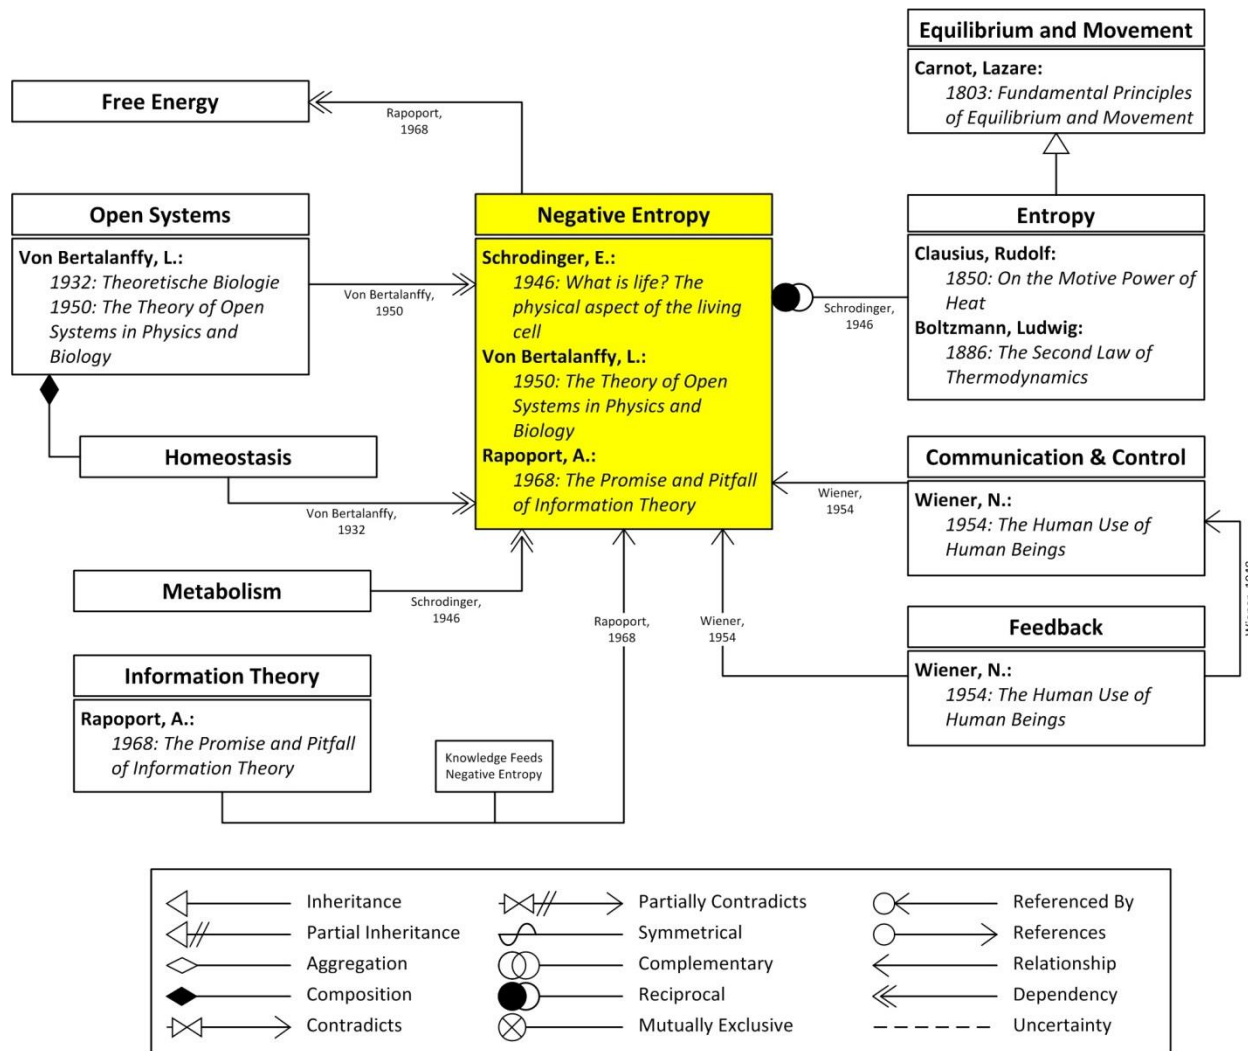 Equilibrium and Movement
Carnot, Lazare:
1803: Fundamental Principles
of Equilibrium and Movement
Free Energy
Rapoport,
1968
Open Systems
Von Bertalanffy, L.:
1932: Theoretische Biologie
1950: The Theory of Open
Systems in Physics and
Biology
Von Bertalanffy,
1950
Negative Entropy
Schrodinger, E.:
1946: What is life? The
physical aspect of the living
cell
Von Bertalanffy, L.:
1950: The Theory of Open
Systems in Physics and
Biology
Rapoport, A.:
1968: The Promise and Pitfall
of Information Theory
Schrodinger,
1946
Entropy
Clausius, Rudolf:
1850: On the Motive Power of
Heat
Boltzmann, Ludwig:
1886: The Second Law of
Thermodynamics
Homeostasis
Von Bertalanffy,
1932
Wiener,
1954
Communication & Control
Wiener, N.:
1954: The Human Use of
Human Beings
Metabolism
Schrodinger,
1946
Rapoport,
1968
Wiener,
1954
Feedback
Wiener, N.:
1954: The Human Use of
Human Beings
Information Theory
Rapoport, A.:
1968: The Promise and Pitfall
of Information Theory
Knowledge Feeds
Negative Entropy
Inheritance
Partial Inheritance
Aggregation
Composition
Contradicts
Partially Contradicts
Symmetrical
Complementary
Reciprocal
Mutually Exclusive
Referenced By
References
Relationship
Dependency
Uncertainty